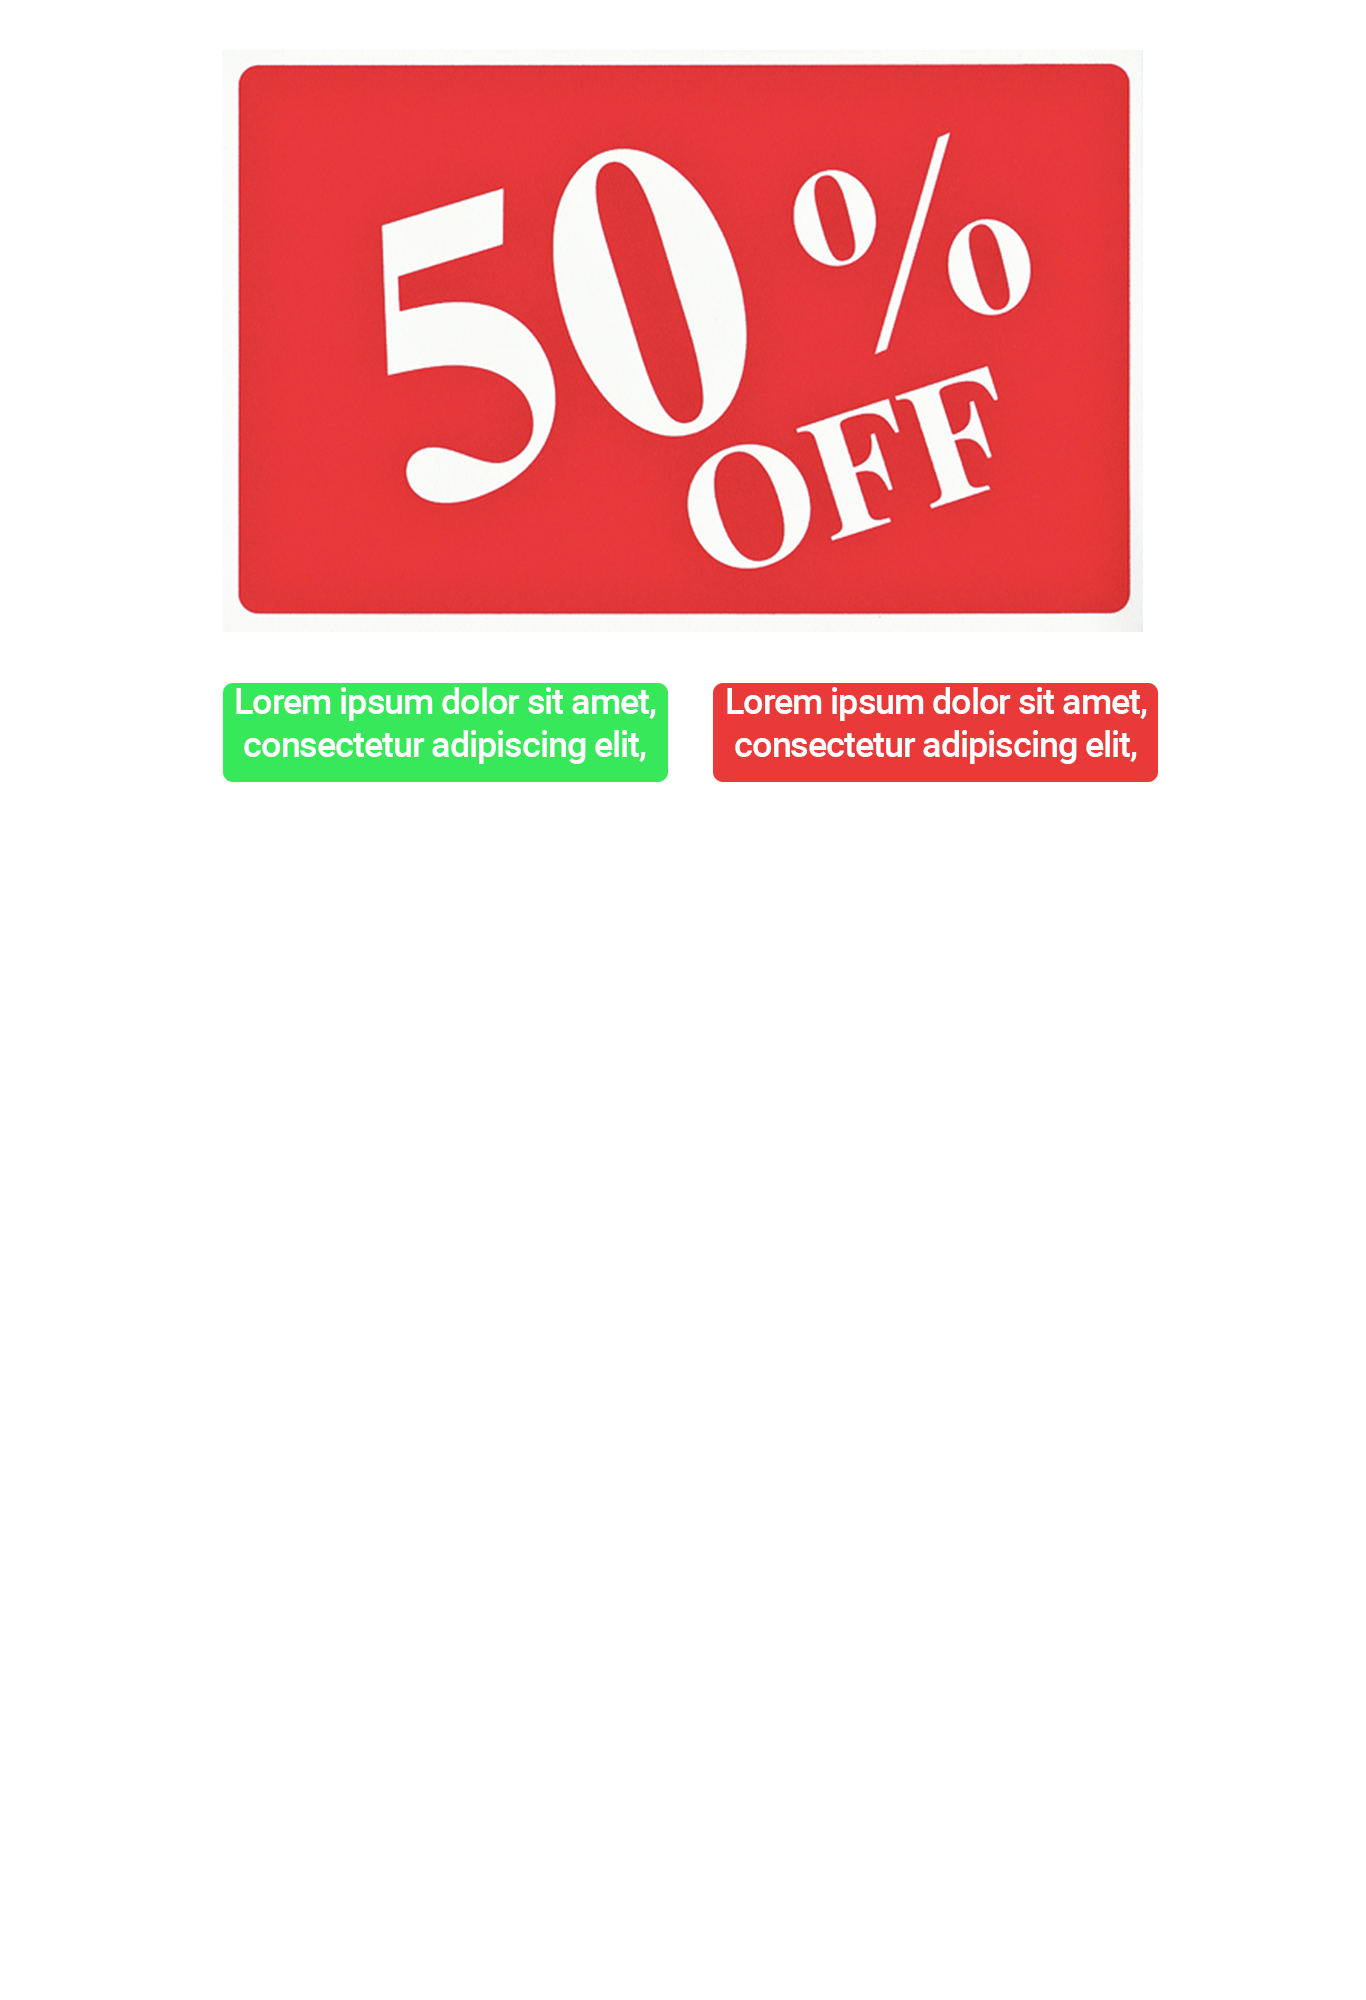 50%
OFF
Lorem ipsum dolor sit amet,
consectetur adipiscing elit,
Lorem ipsum dolor sit amet,
consectetur adipiscing elit,